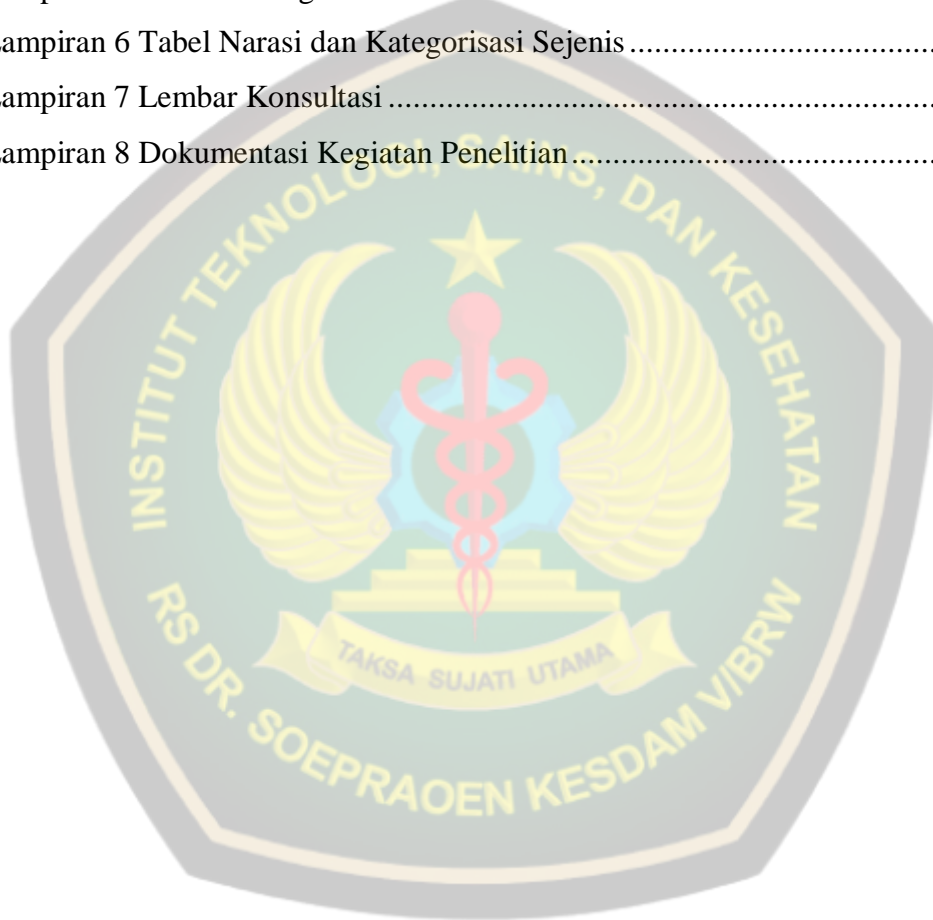 Lampiran 6 Tabel Narasi dan Kategorisasi Sejenis ...................................
Lampiran 7 Lembar Konsultasi ...............................................................
Lampiran 8 Dokumentasi Kegiatan Penelitian .........................................
INSTITUT TEKNOLOGI, SAINS, DAN KESEHATAN
TAKSA SUJATI UTAMA
RS DR. SOEPRAOEN KESDAM V/BRW